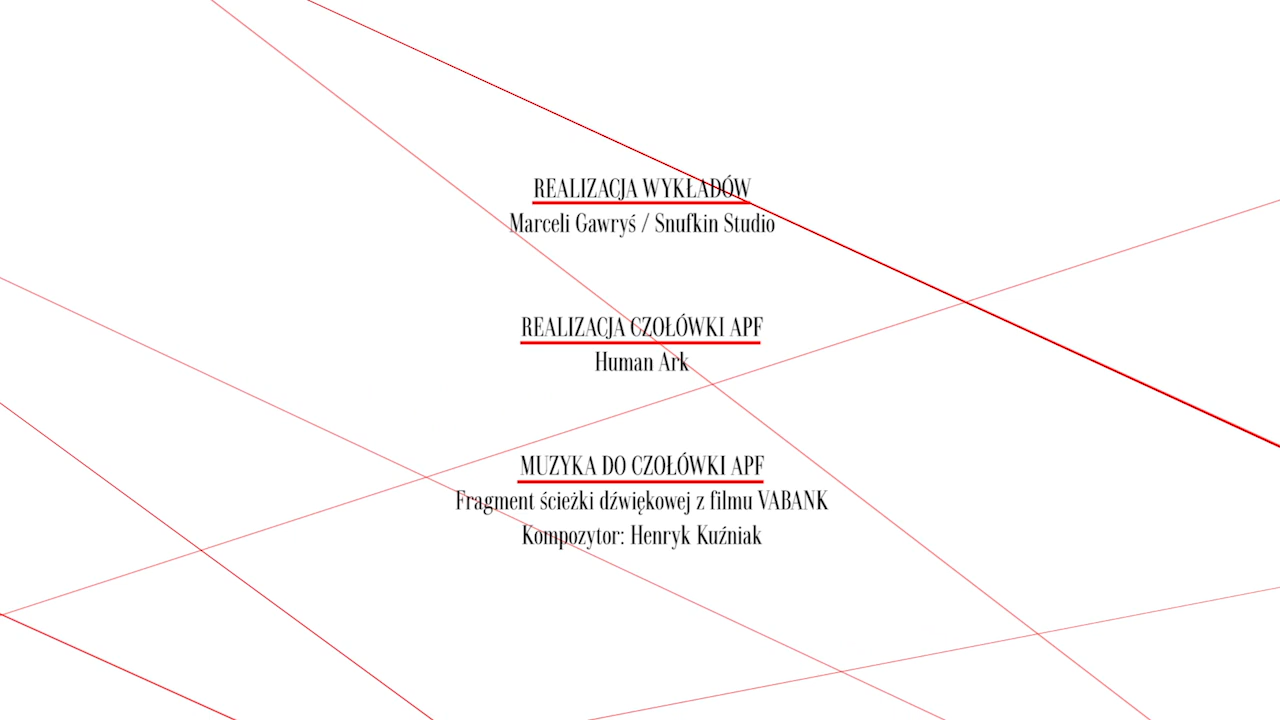 REALIZACJA WYKŁADÓW
Marceli Gawryś / Snufkin Studio
REALIZACJA CZOŁÓWKI APF
Human Ark
MUZYKA DO CZOŁÓWKI APF
Fragment ścieżki dźwiękowej z filmu VABANK
Kompozytor: Henryk Kuźniak